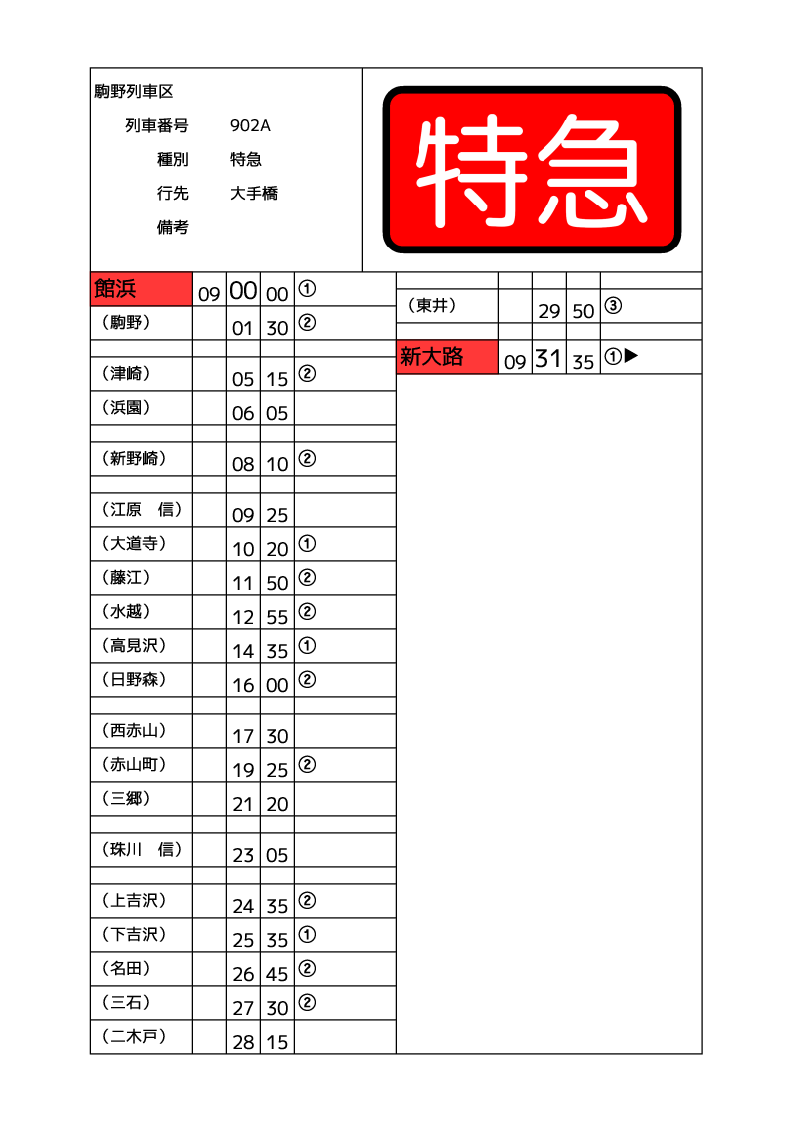 駒野列車区
列車番号 902A
種別 特急
行先 大手橋
備考
特急
館浜 09 00 00 ①
（駒野） 01 30 ②
（津崎） 05 15 ②
（浜園） 06 05
（新野崎） 08 10 ②
（江原　信） 09 25
（大道寺） 10 20 ①
（藤江） 11 50 ②
（水越） 12 55 ②
（高見沢） 14 35 ①
（日野森） 16 00 ②
（西赤山） 17 30
（赤山町） 19 25 ②
（三郷） 21 20
（珠川　信） 23 05
（上吉沢） 24 35 ②
（下吉沢） 25 35 ①
（名田） 26 45 ②
（三石） 27 30 ②
（二木戸） 28 15
（東井） 29 50 ③
新大路 09 31 35 ①▶